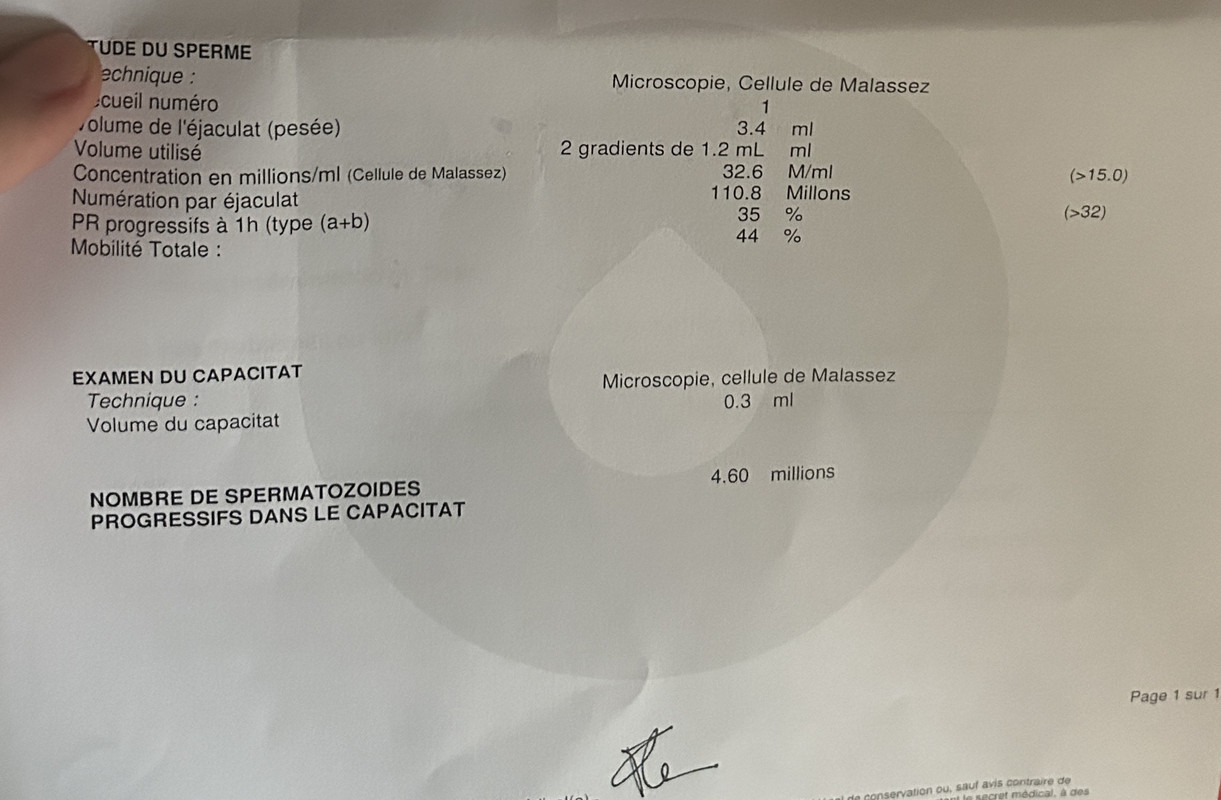 TUDE DU SPERME
echnique : Microscopie, Cellule de Malassez
cueil numéro 1
olume de l'éjaculat (pesée) 3.4 ml
Volume utilisé 2 gradients de 1.2 mL ml
Concentration en millions/ml (Cellule de Malassez) 32.6 M/ml (>15.0)
Numération par éjaculat 110.8 Millons
PR progressifs à 1h (type (a+b) 35 % (>32)
Mobilité Totale : 44 %
EXAMEN DU CAPACITAT
Technique : Microscopie, cellule de Malassez
Volume du capacitat 0.3 ml
NOMBRE DE SPERMATOZOIDES 4.60 millions
PROGRESSIFS DANS LE CAPACITAT
Page 1 sur 1
de conservation ou, sauf avis contraire de
le secret médical, à des